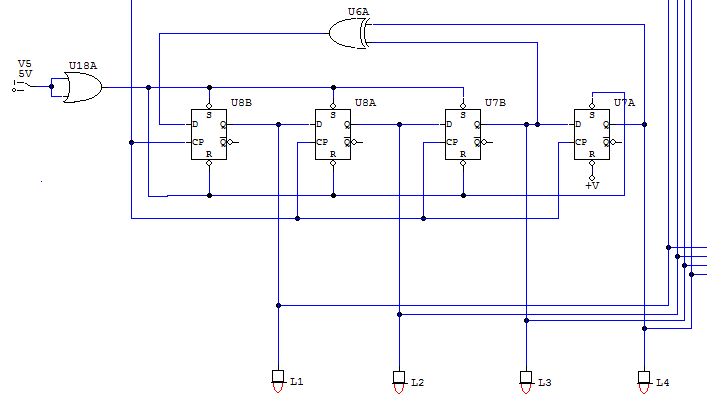 U6A
V5
5V
U18A
U8B
U8A
U7B
U7A
S
S
S
S
D
Q
D
Q
D
Q
D
Q
CP
Q
CP
Q
CP
Q
CP
Q
R
R
R
R
+V
L1
L2
L3
L4